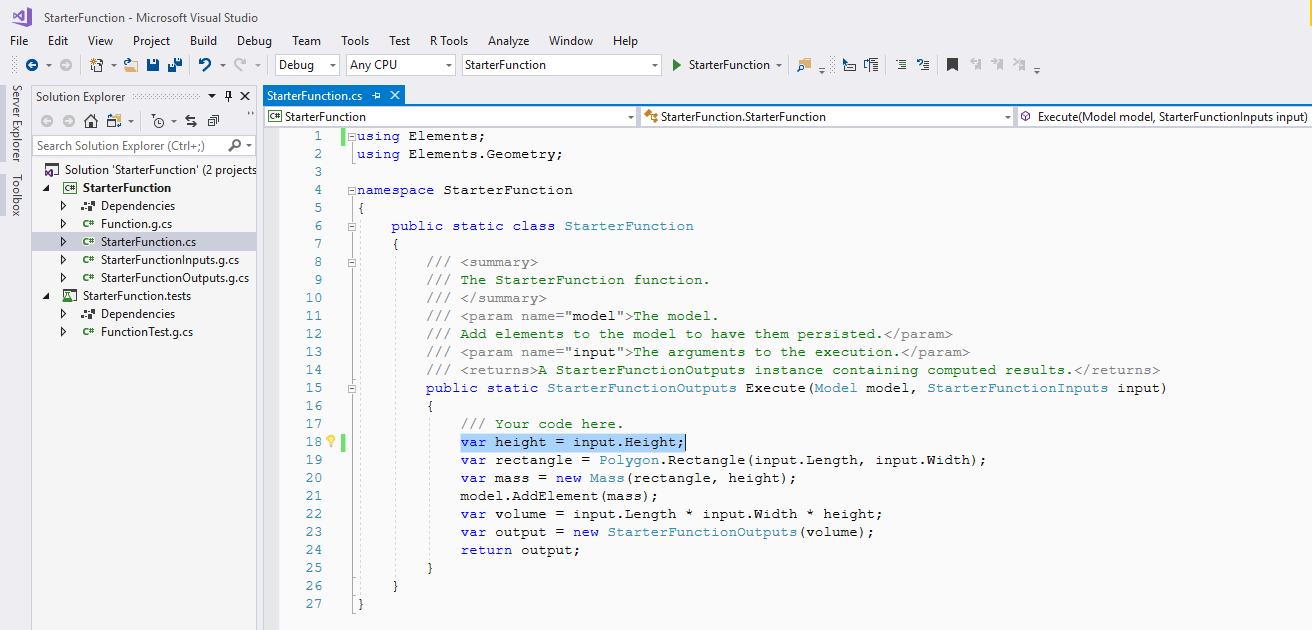 StarterFunction - Microsoft Visual Studio
File Edit View Project Build Debug Team Tools Test R Tools Analyze Window Help
Debug Any CPU StarterFunction StarterFunction
Server Explorer
Toolbox
Solution Explorer
Search Solution Explorer (Ctrl+;)
Solution 'StarterFunction' (2 projects
C# StarterFunction
Dependencies
C# Function.g.cs
C# StarterFunction.cs
C# StarterFunctionInputs.g.cs
C# StarterFunctionOutputs.g.cs
StarterFunction.tests
Dependencies
C# FunctionTest.g.cs
StarterFunction.cs
C# StarterFunction StarterFunction.StarterFunction Execute(Model model, StarterFunctionInputs input)
1 using Elements;
2 using Elements.Geometry;
3
4 namespace StarterFunction
5 {
6 public static class StarterFunction
7 {
8 /// <summary>
9 /// The StarterFunction function.
10 /// </summary>
11 /// <param name="model">The model.
12 /// Add elements to the model to have them persisted.</param>
13 /// <param name="input">The arguments to the execution.</param>
14 /// <returns>A StarterFunctionOutputs instance containing computed results.</returns>
15 public static StarterFunctionOutputs Execute(Model model, StarterFunctionInputs input)
16 {
17 /// Your code here.
18 var height = input.Height;
19 var rectangle = Polygon.Rectangle(input.Length, input.Width);
20 var mass = new Mass(rectangle, height);
21 model.AddElement(mass);
22 var volume = input.Length * input.Width * height;
23 var output = new StarterFunctionOutputs(volume);
24 return output;
25 }
26 }
27 }